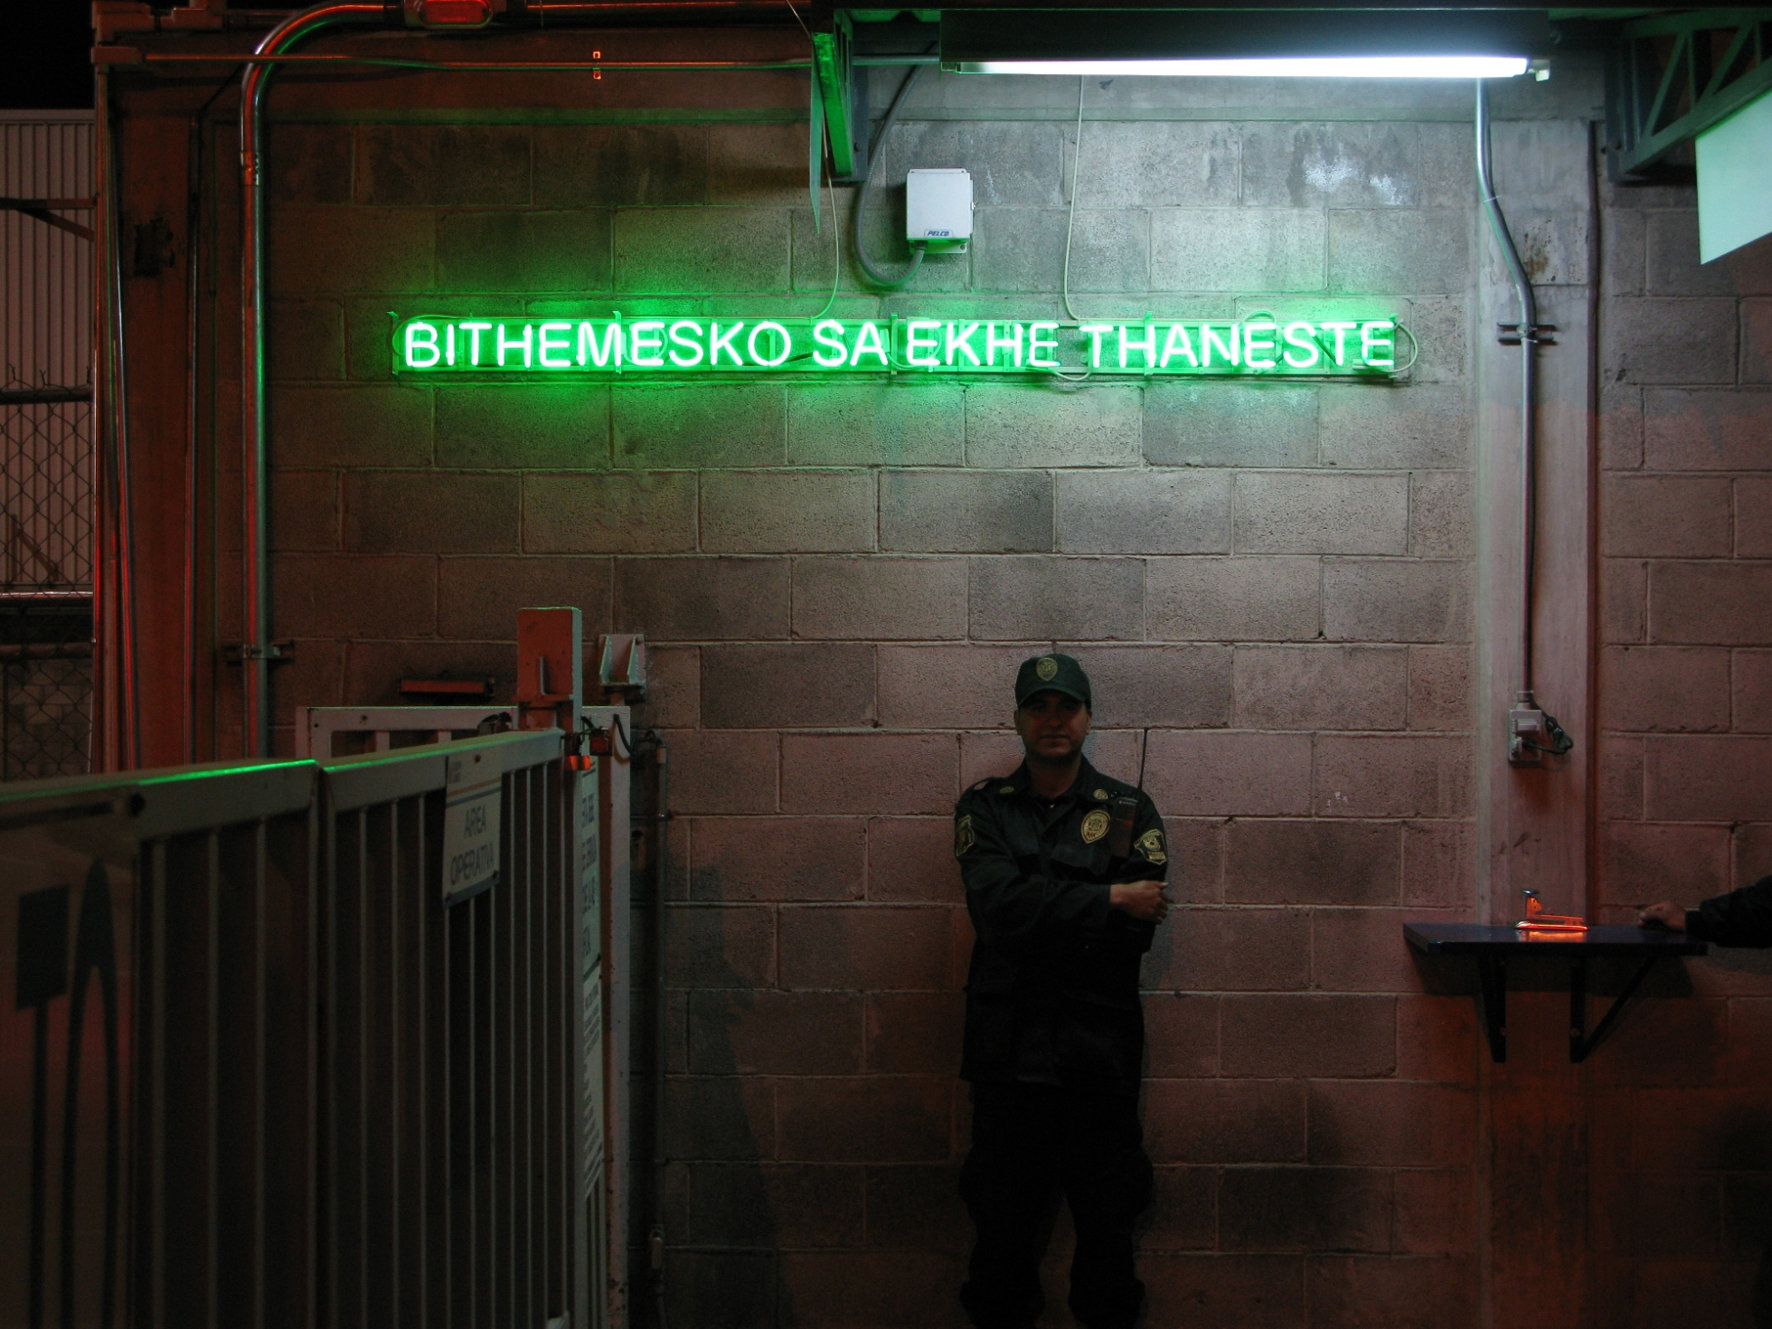 PELCO
BITHEMESKO SA EKHE THANESTE
AREA
OPERATIVA